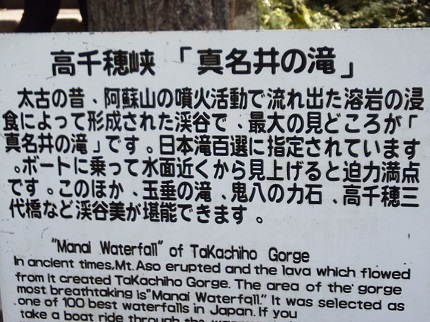 高千穂峡 「真名井の滝」
太古の昔、阿蘇山の噴火活動で流れ出た溶岩の浸
食によって形成された渓谷で、最大の見どころが「
真名井の滝」です。日本滝百選に指定されています
。ボートに乗って水面近くから見上げると迫力満点
です。このほか、玉垂の滝、鬼八の力石、高千穂三
代橋など渓谷美が堪能できます。
"Manai Waterfall" of TaKachiho Gorge
In ancient times,Mt.Aso erupted and the lava which flowed
from it created TaKachiho Gorge. The area of the' gorge
most breathtaking is"Manai Waterfall." It was selected as
.one of 100 best waterfalls in Japan. If you
take a boat ride through the